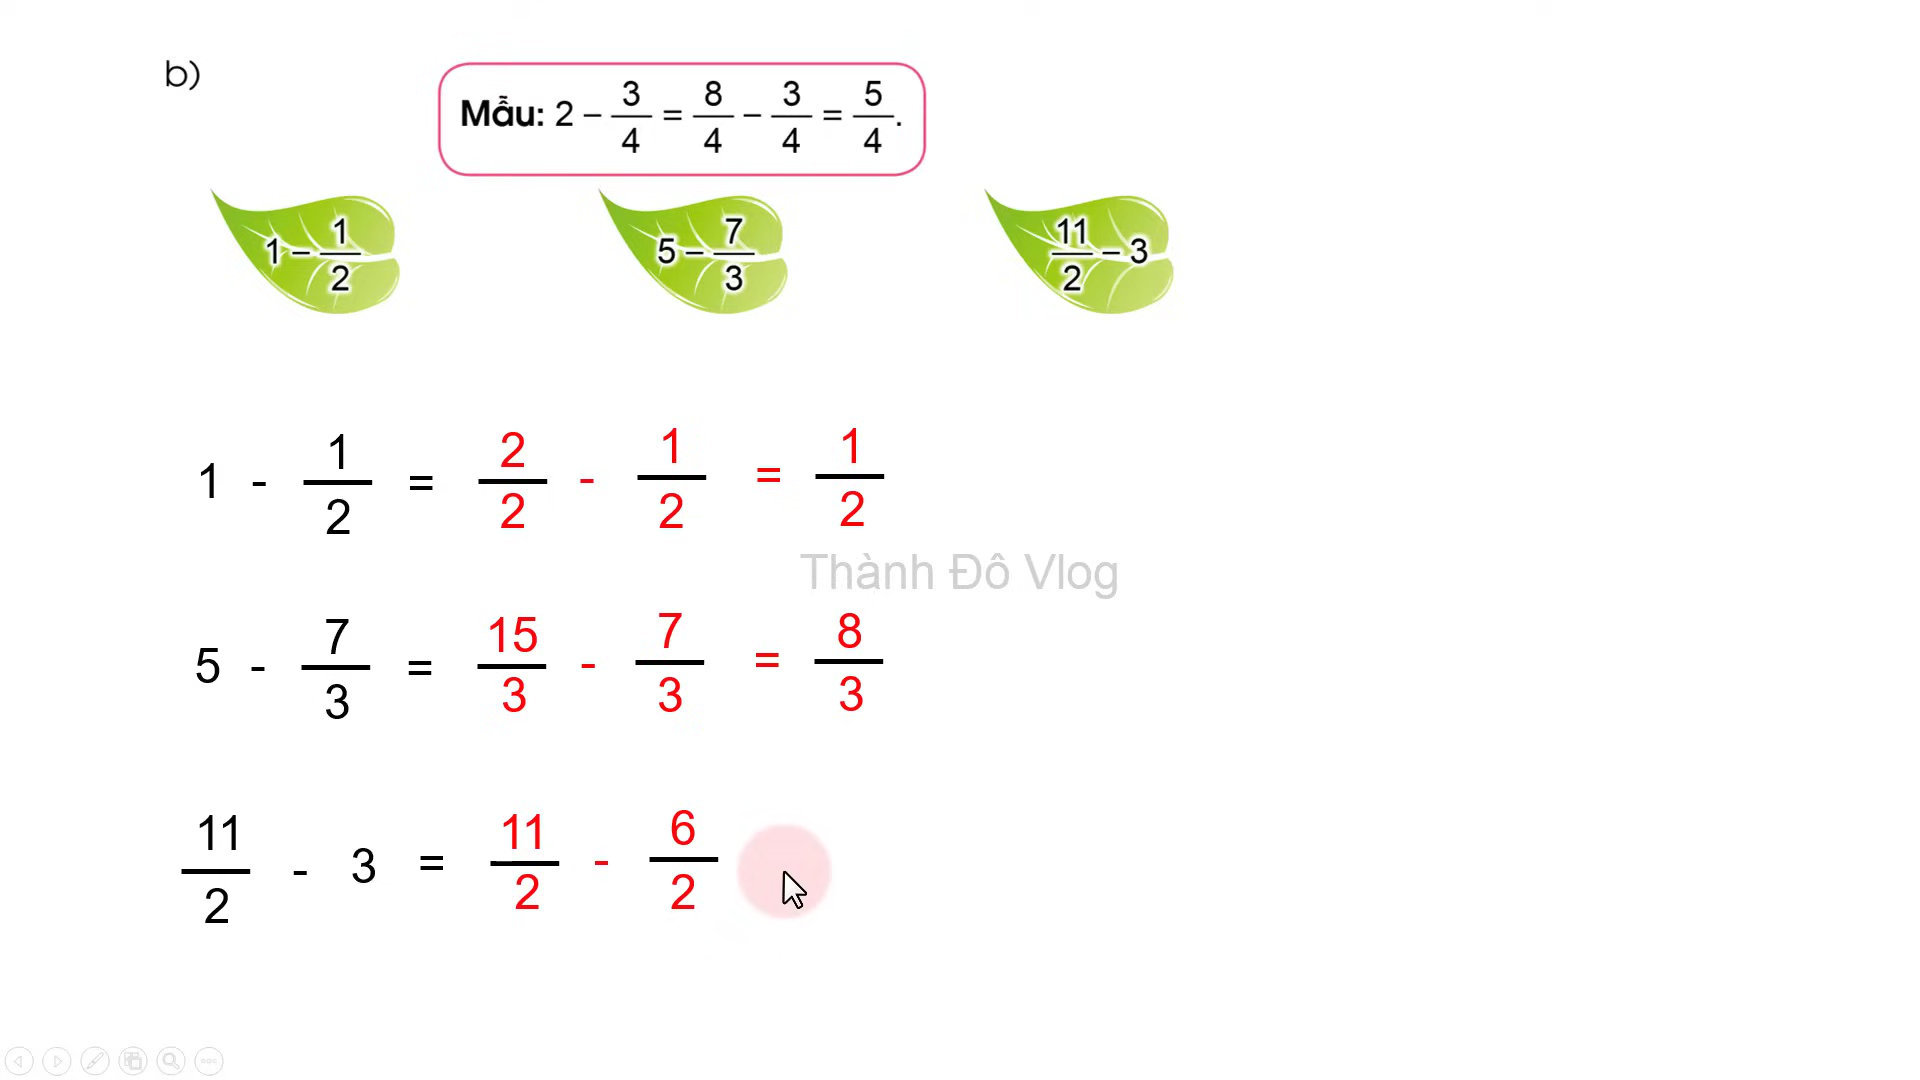 b)
Mẫu: 2 − 3/4 = 8/4 − 3/4 = 5/4.
1 − 1/2
5 − 7/3
11/2 − 3
1 - 1/2 = 2/2 - 1/2 = 1/2
Thành Đô Vlog
5 - 7/3 = 15/3 - 7/3 = 8/3
11/2 - 3 = 11/2 - 6/2